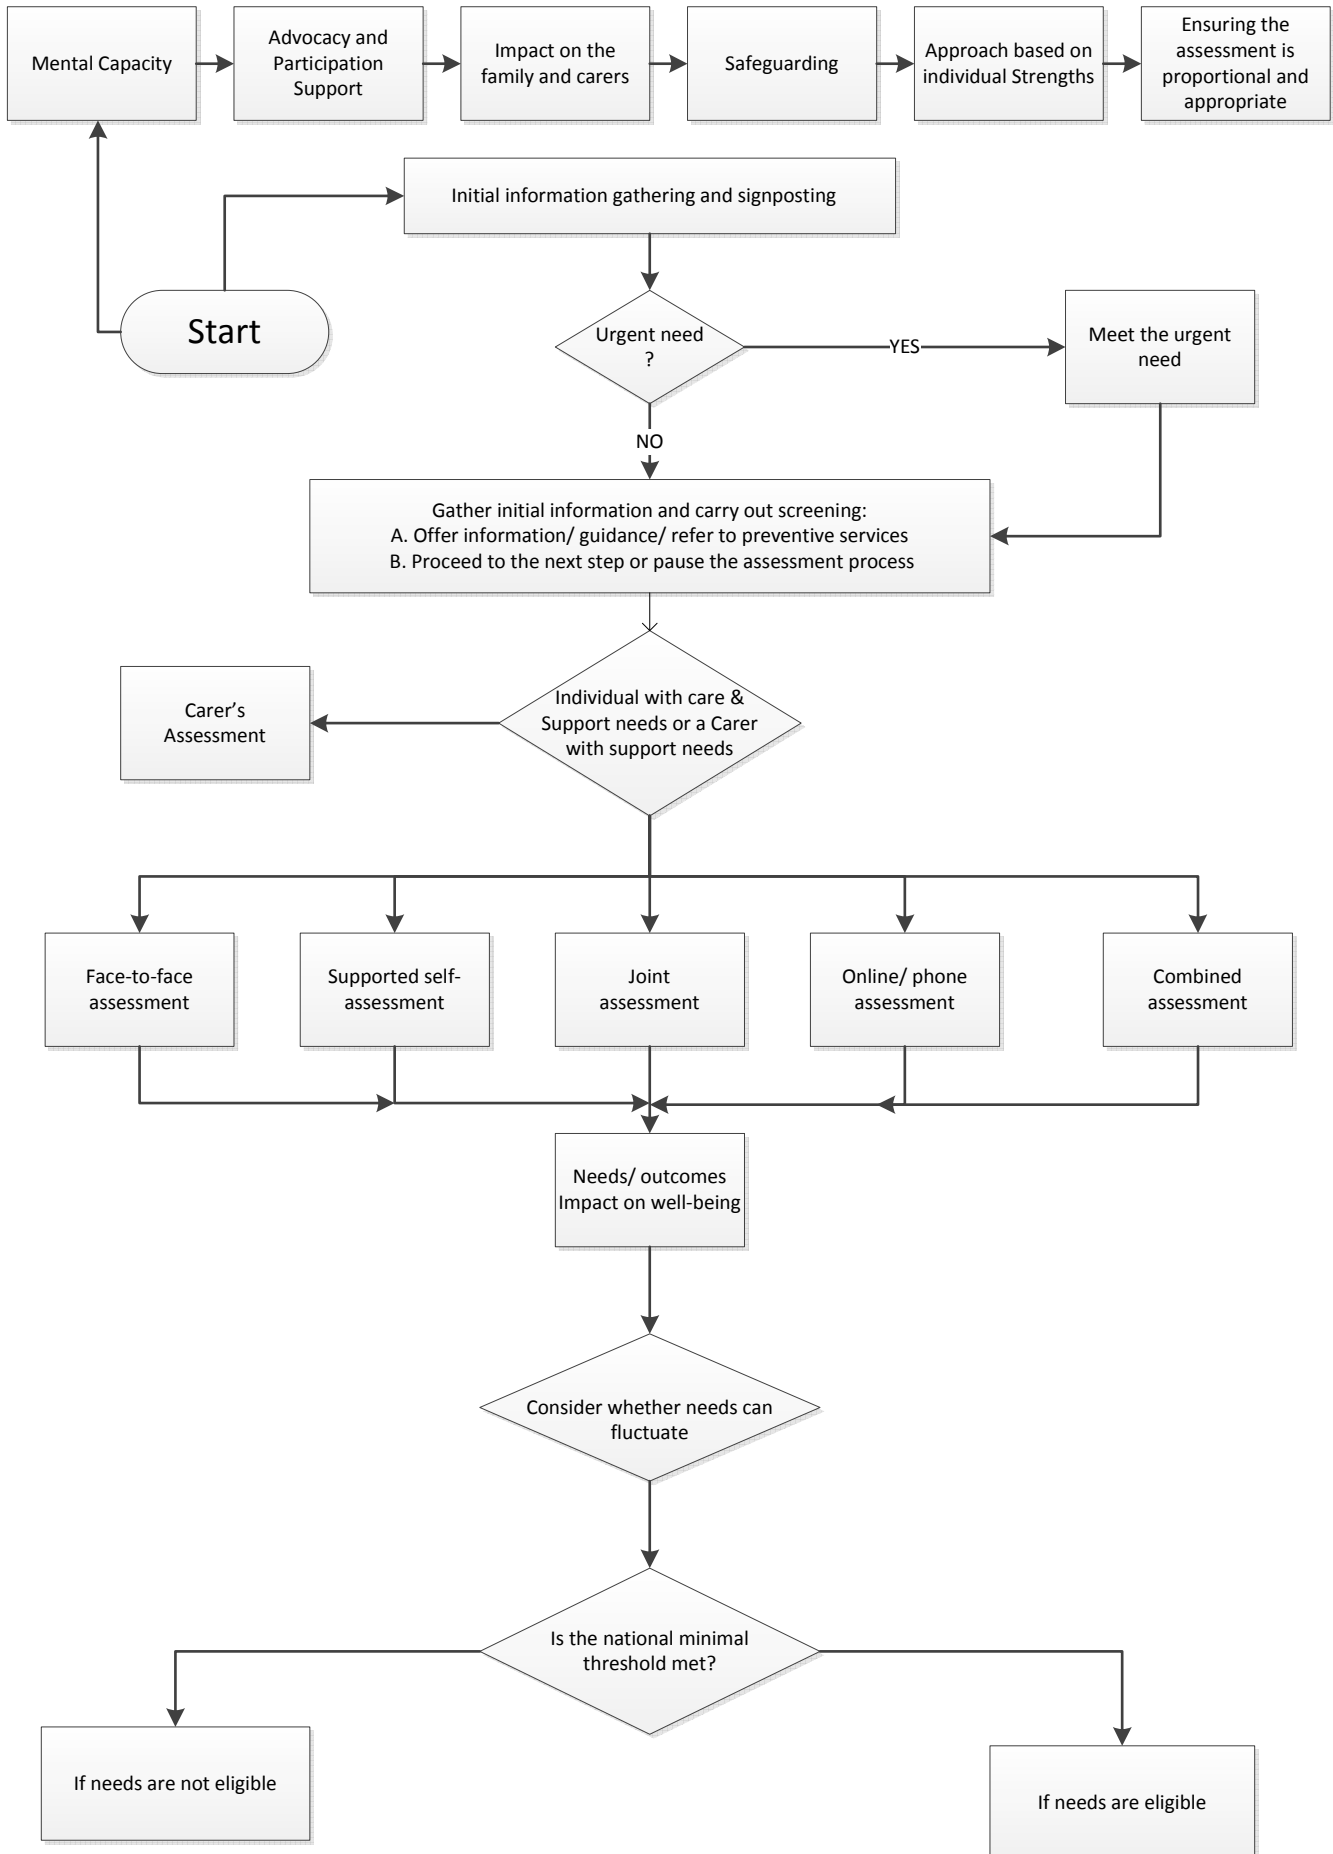 Mental Capacity
Advocacy and
Participation
Support
Impact on the
family and carers
Safeguarding
Approach based on
individual Strengths
Ensuring the
assessment is
proportional and
appropriate
Initial information gathering and signposting
Start
Urgent need
?
YES
Meet the urgent
need
NO
Gather initial information and carry out screening:
A. Offer information/ guidance/ refer to preventive services
B. Proceed to the next step or pause the assessment process
Individual with care &
Support needs or a Carer
with support needs
Carer’s
Assessment
Face-to-face
assessment
Supported self-
assessment
Joint
assessment
Online/ phone
assessment
Combined
assessment
Needs/ outcomes
Impact on well-being
Consider whether needs can
fluctuate
Is the national minimal
threshold met?
If needs are not eligible
If needs are eligible